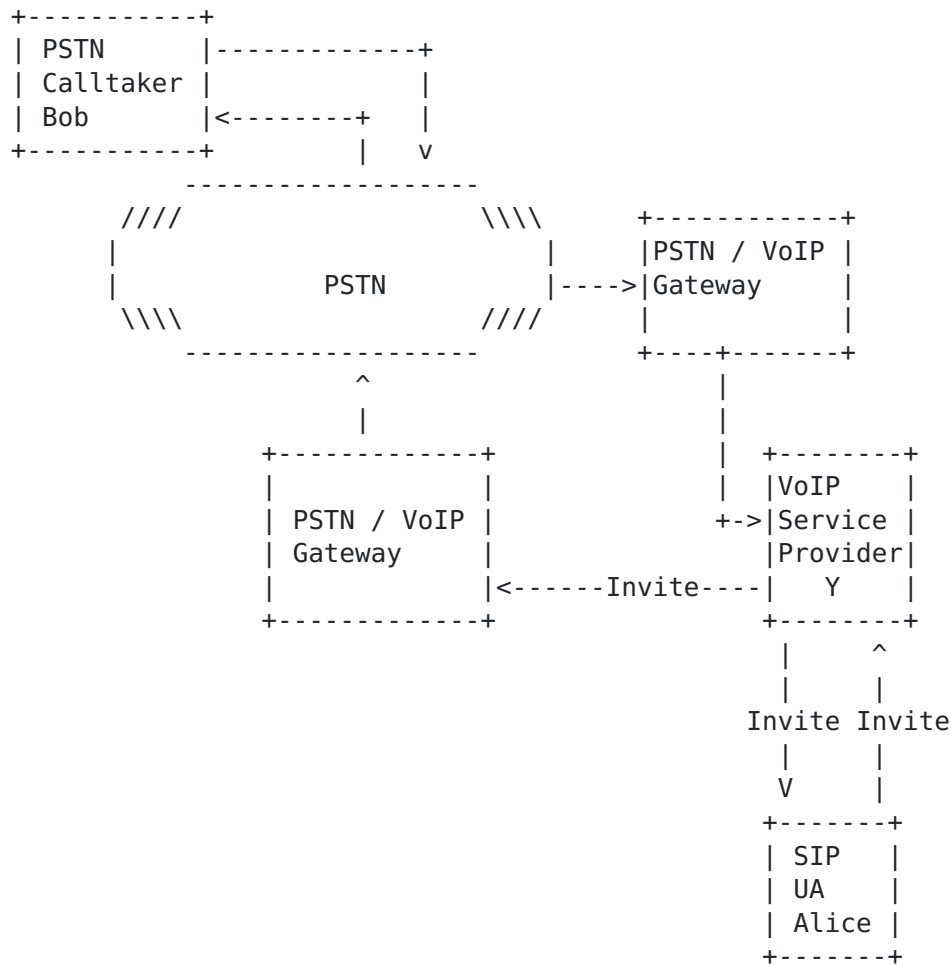 PSTN
Calltaker
Bob
PSTN / VoIP
PSTN
Gateway
VoIP
PSTN / VoIP
Service
Gateway
Provider
Invite
Y
Invite Invite
SIP
UA
Alice